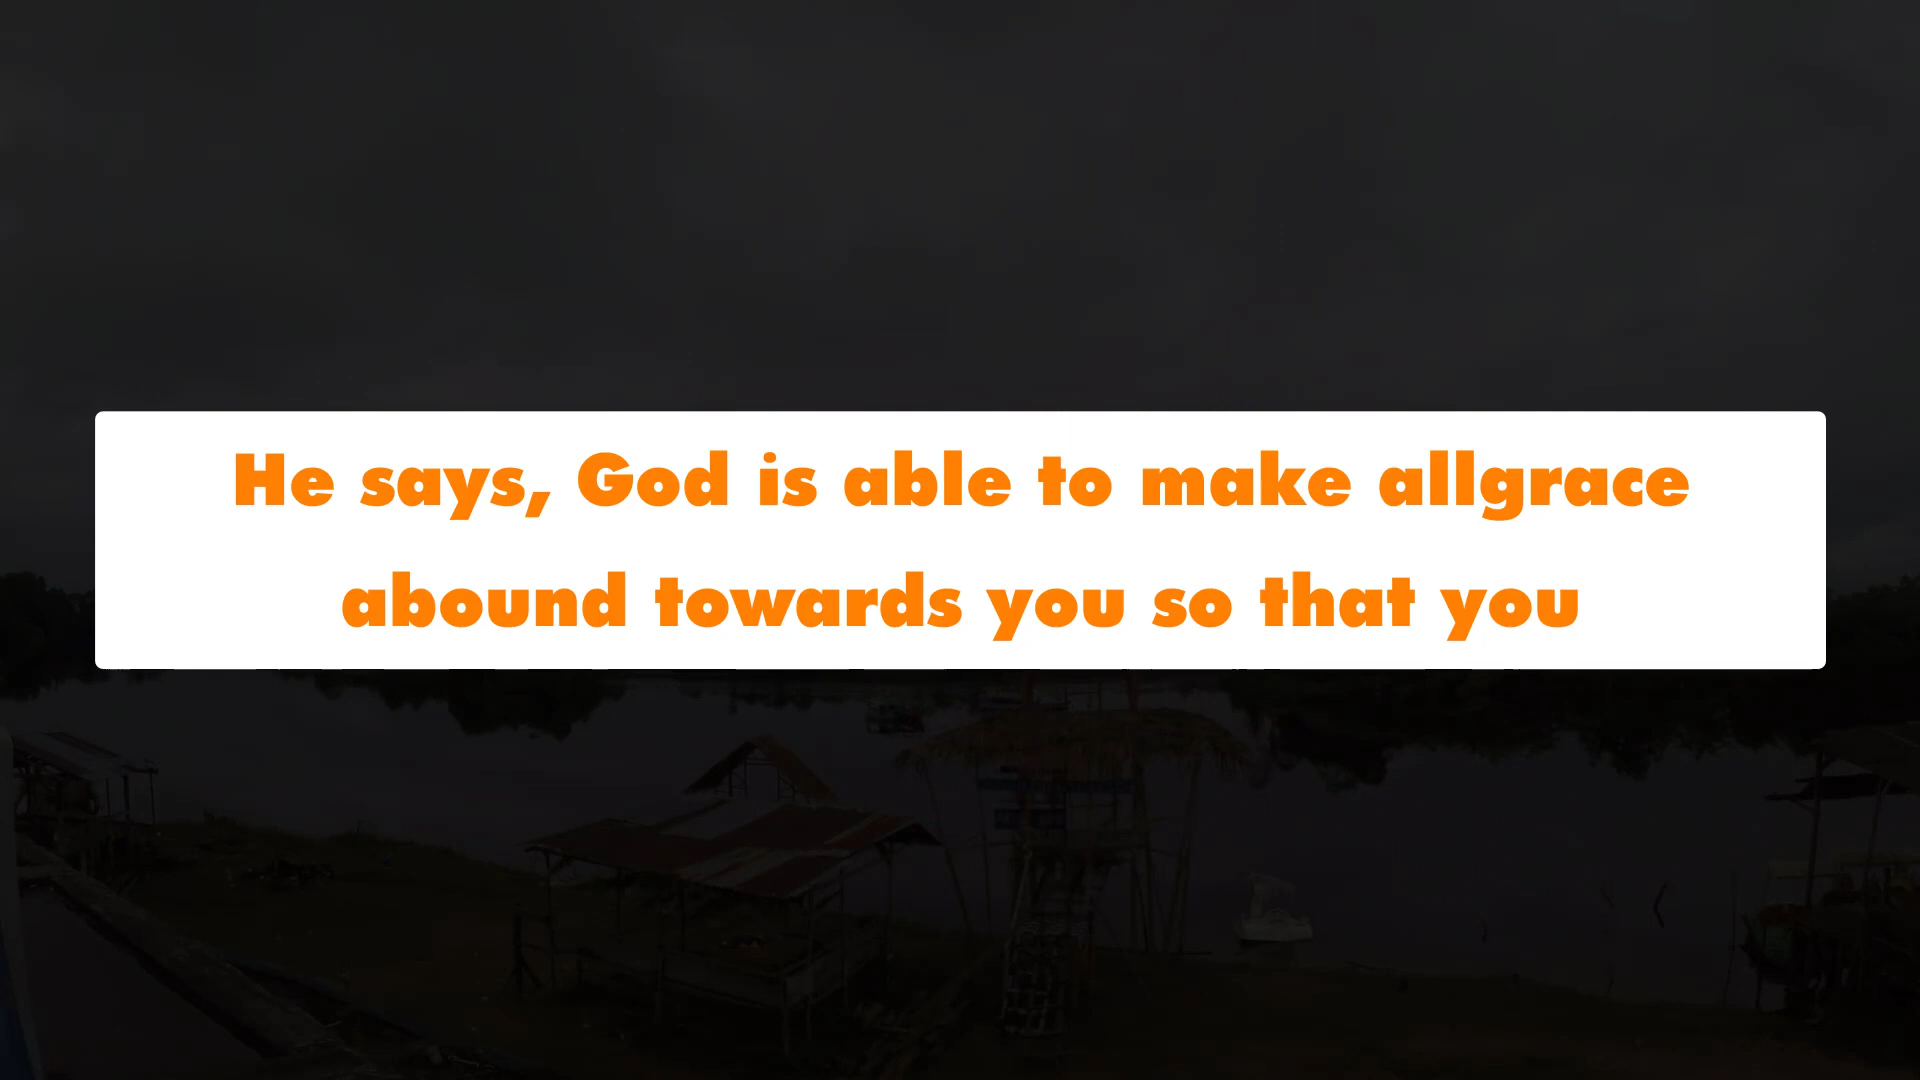 He says, God is able to make allgrace
abound towards you so that you